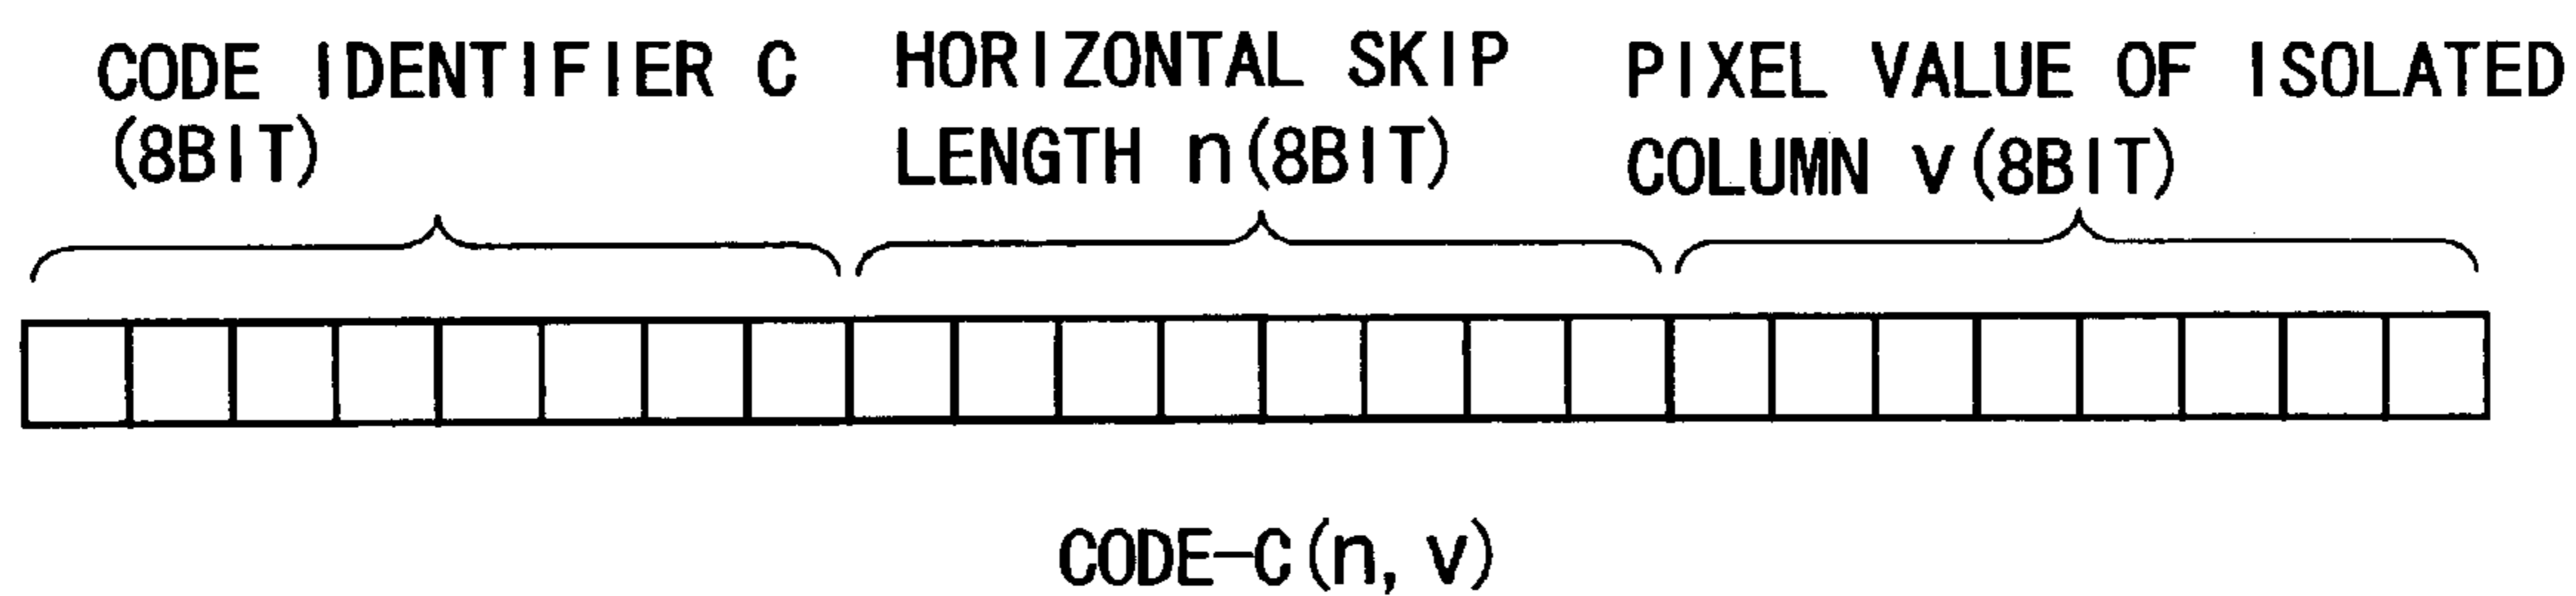 CODE IDENTIFIER C
(8BIT)
HORIZONTAL SKIP
LENGTH n(8BIT)
PIXEL VALUE OF ISOLATED
COLUMN v(8BIT)
CODE-C(n, v)